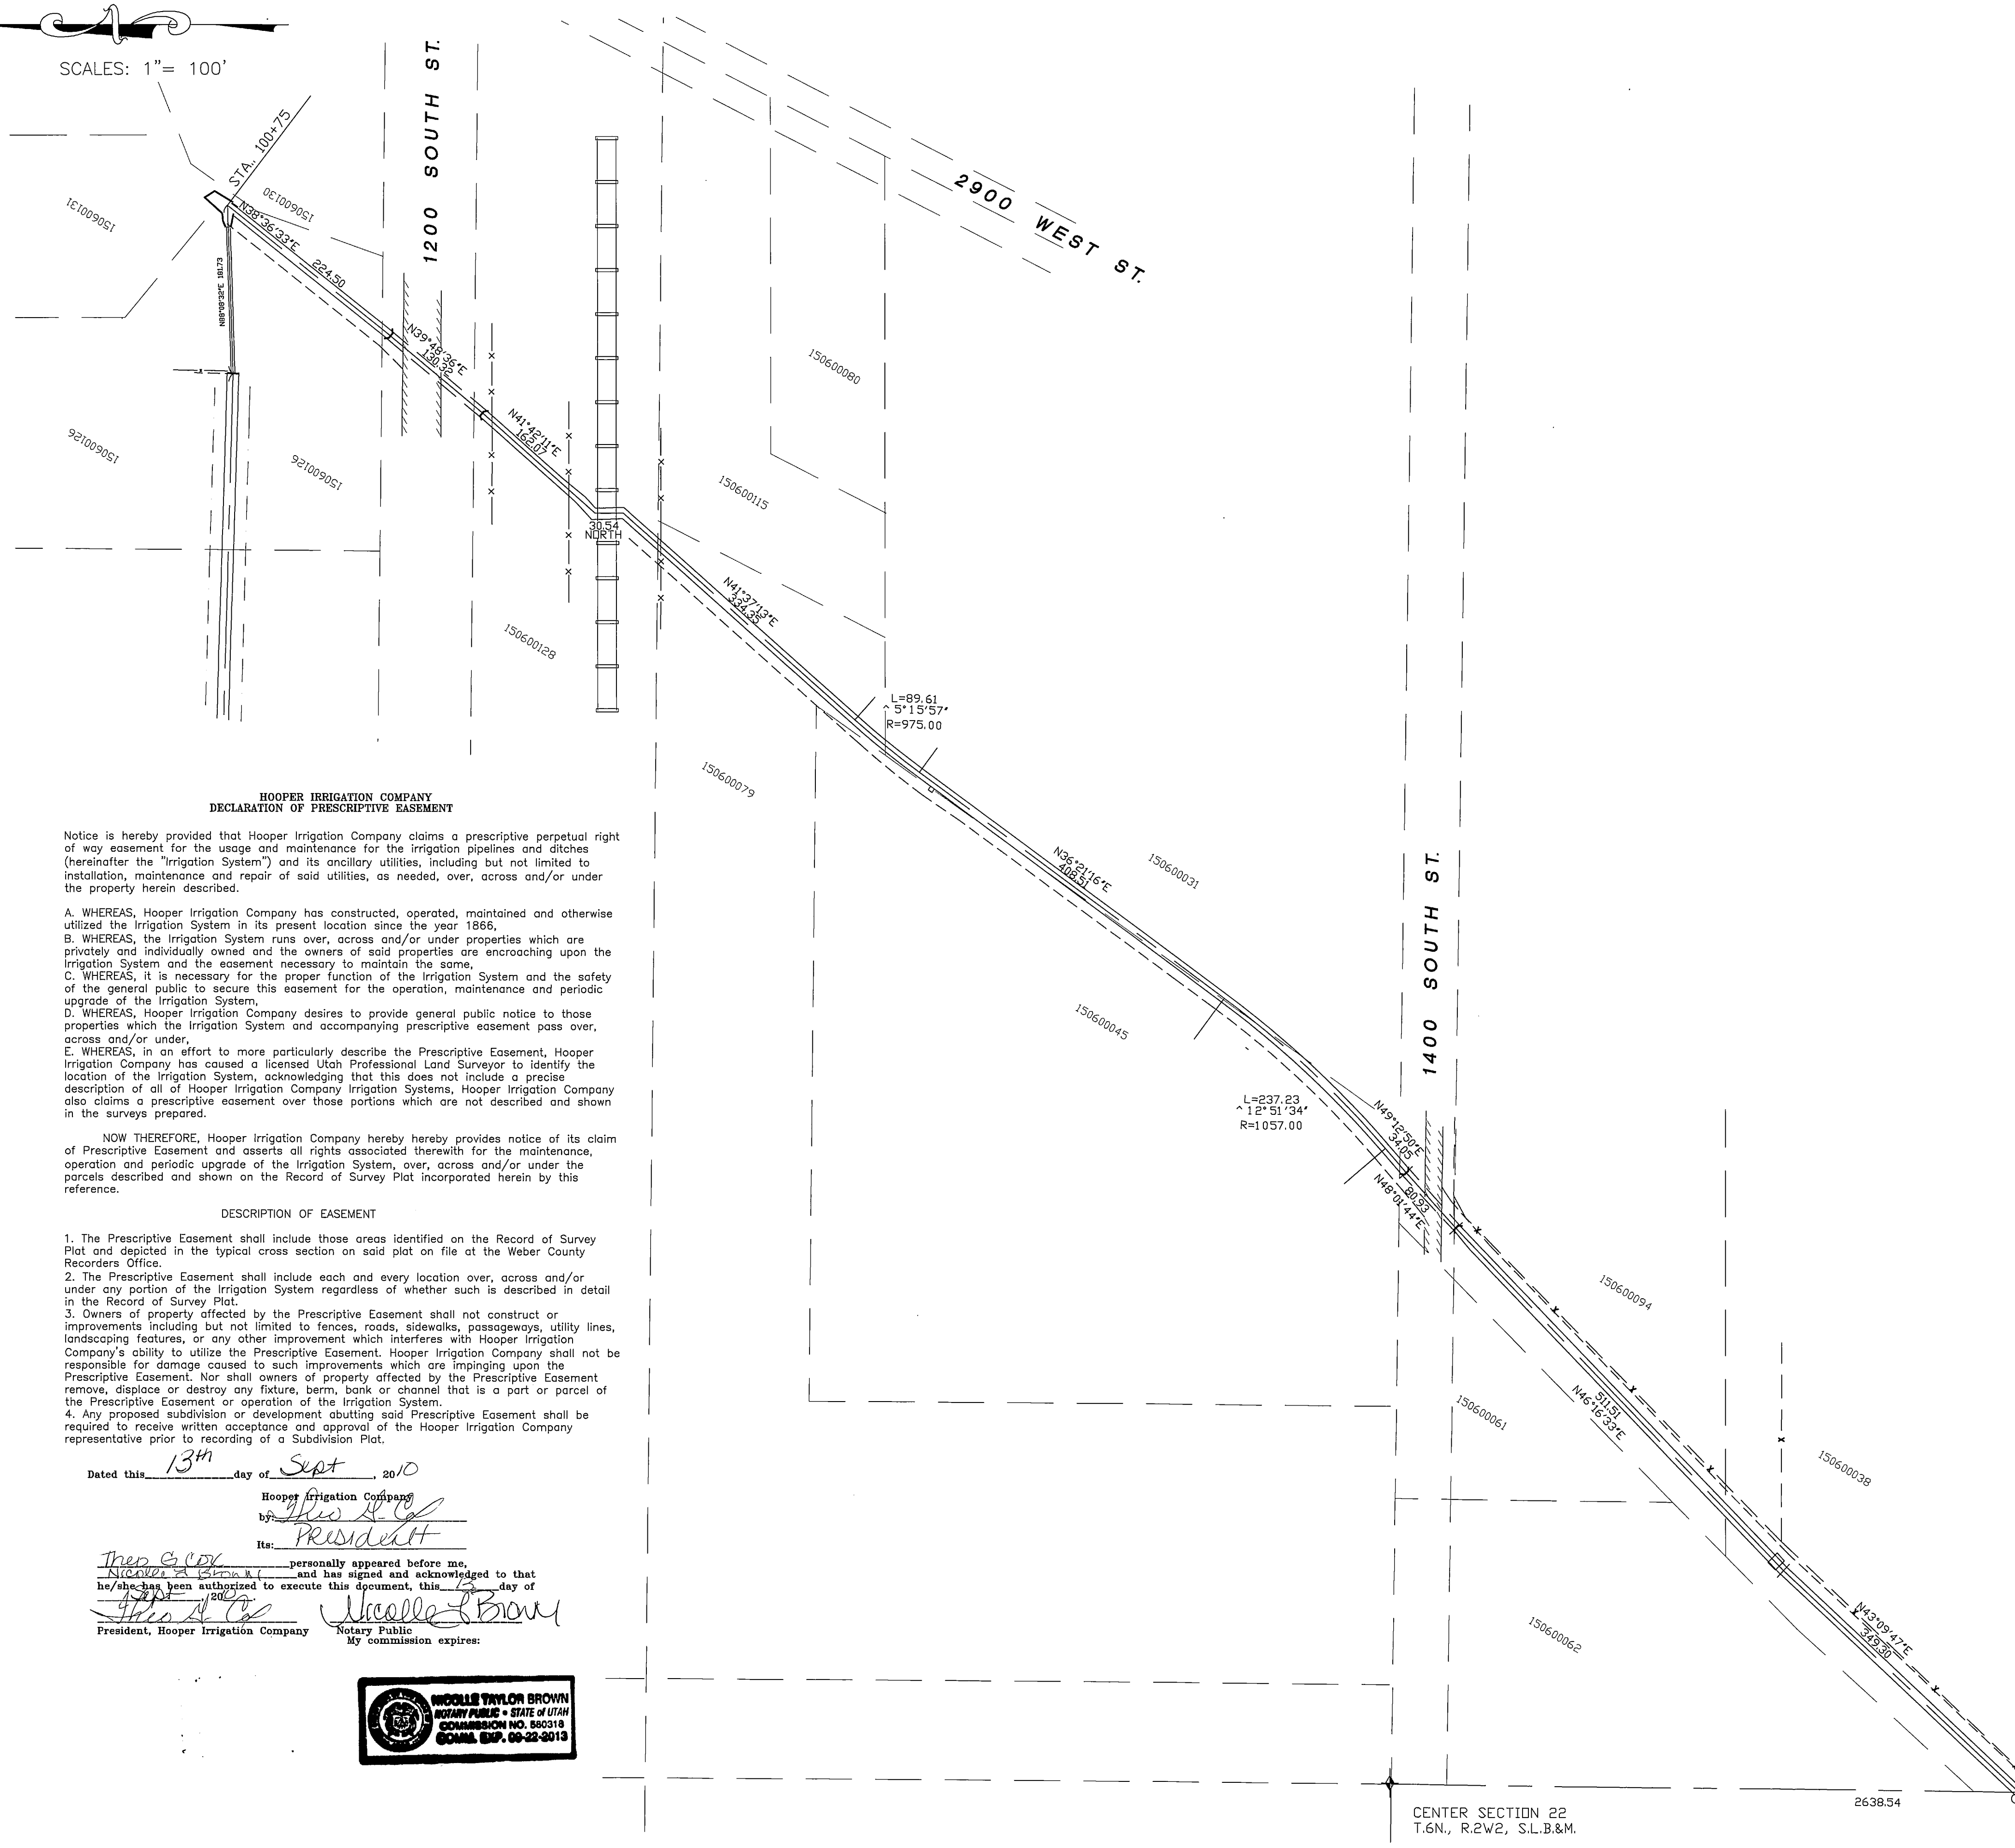 SCALES: 1"= 100'
STA.. 100+75
1200 SOUTH ST.
2900 WEST ST.
150600131
150600130
N38°36'33"E
224.50
N88°08'32"E 181.73
N39°48'36"E
130.32
N41°42'11"E
162.07
150600126
150600126
150600080
150600115
30.54
NORTH
N41°37'13"E
334.35
150600128
L=89.61
^ 5°15'57"
R=975.00
150600079
N36°21'16"E
408.51
150600031
150600045
1400 SOUTH ST.
L=237.23
^ 12°51'34"
R=1057.00
N49°12'50"E
34.05
80.93
N48°01'44"E
150600094
511.51
N46°16'33"E
150600061
150600038
150600062
N43°09'47"E
349.30
2638.54
CENTER SECTION 22
T.6N., R.2W2, S.L.B.&M.
HOOPER IRRIGATION COMPANY
DECLARATION OF PRESCRIPTIVE EASEMENT
Notice is hereby provided that Hooper Irrigation Company claims a prescriptive perpetual right
of way easement for the usage and maintenance for the irrigation pipelines and ditches
(hereinafter the "Irrigation System") and its ancillary utilities, including but not limited to
installation, maintenance and repair of said utilities, as needed, over, across and/or under
the property herein described.
A. WHEREAS, Hooper Irrigation Company has constructed, operated, maintained and otherwise
utilized the Irrigation System in its present location since the year 1866,
B. WHEREAS, the Irrigation System runs over, across and/or under properties which are
privately and individually owned and the owners of said properties are encroaching upon the
Irrigation System and the easement necessary to maintain the same,
C. WHEREAS, it is necessary for the proper function of the Irrigation System and the safety
of the general public to secure this easement for the operation, maintenance and periodic
upgrade of the Irrigation System,
D. WHEREAS, Hooper Irrigation Company desires to provide general public notice to those
properties which the Irrigation System and accompanying prescriptive easement pass over,
across and/or under,
E. WHEREAS, in an effort to more particularly describe the Prescriptive Easement, Hooper
Irrigation Company has caused a licensed Utah Professional Land Surveyor to identify the
location of the Irrigation System, acknowledging that this does not include a precise
description of all of Hooper Irrigation Company Irrigation Systems, Hooper Irrigation Company
also claims a prescriptive easement over those portions which are not described and shown
in the surveys prepared.
NOW THEREFORE, Hooper Irrigation Company hereby hereby provides notice of its claim
of Prescriptive Easement and asserts all rights associated therewith for the maintenance,
operation and periodic upgrade of the Irrigation System, over, across and/or under the
parcels described and shown on the Record of Survey Plat incorporated herein by this
reference.
DESCRIPTION OF EASEMENT
1. The Prescriptive Easement shall include those areas identified on the Record of Survey
Plat and depicted in the typical cross section on said plat on file at the Weber County
Recorders Office.
2. The Prescriptive Easement shall include each and every location over, across and/or
under any portion of the Irrigation System regardless of whether such is described in detail
in the Record of Survey Plat.
3. Owners of property affected by the Prescriptive Easement shall not construct or
improvements including but not limited to fences, roads, sidewalks, passageways, utility lines,
landscaping features, or any other improvement which interferes with Hooper Irrigation
Company's ability to utilize the Prescriptive Easement. Hooper Irrigation Company shall not be
responsible for damage caused to such improvements which are impinging upon the
Prescriptive Easement. Nor shall owners of property affected by the Prescriptive Easement
remove, displace or destroy any fixture, berm, bank or channel that is a part or parcel of
the Prescriptive Easement or operation of the Irrigation System.
4. Any proposed subdivision or development abutting said Prescriptive Easement shall be
required to receive written acceptance and approval of the Hooper Irrigation Company
representative prior to recording of a Subdivision Plat.
Dated this 13th day of Sept, 2010
Hooper Irrigation Company
by: Theo G Cox
Its: President
Theo G Cox personally appeared before me,
Nicolle L Brown and has signed and acknowledged to that
he/she has been authorized to execute this document, this 13 day of
Sept, 2010.
Theo G Cox Nicolle L Brown
President, Hooper Irrigation Company Notary Public
My commission expires:
NICOLLE TAYLOR BROWN
NOTARY PUBLIC • STATE of UTAH
COMMISSION NO. 580318
COMM. EXP. 09-22-2013